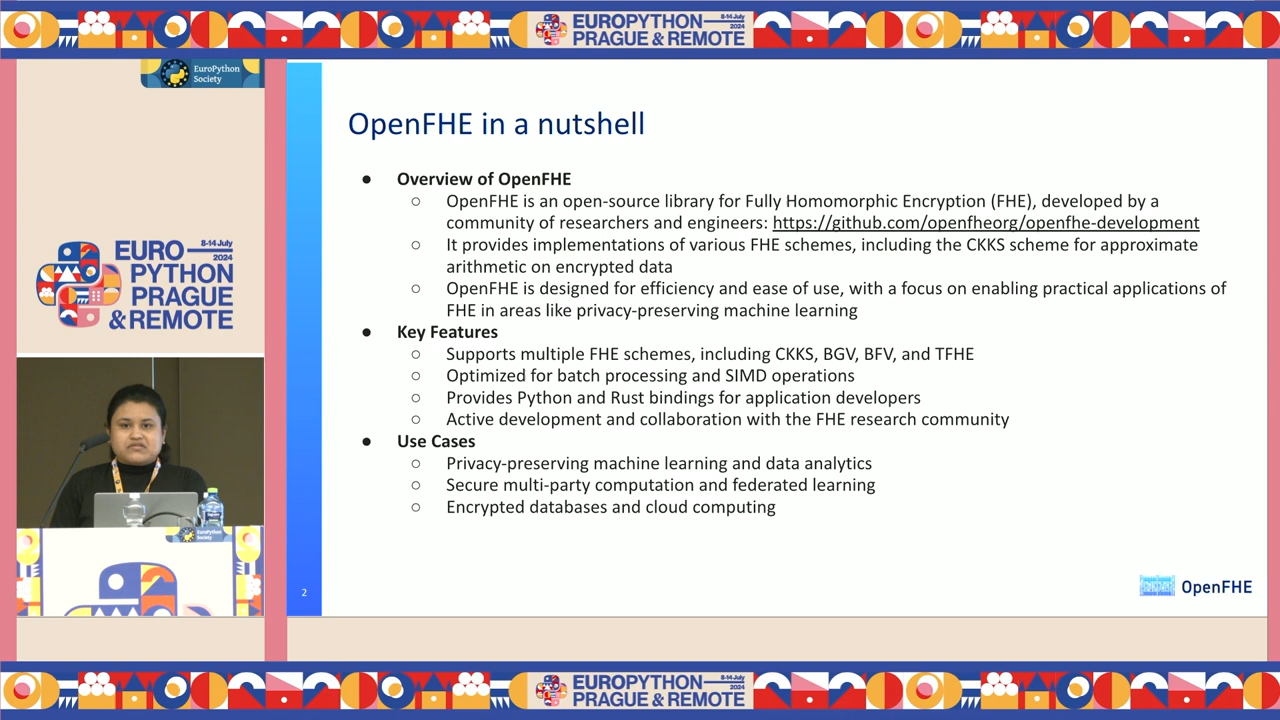 EUROPYTHON
8-14 July
2024
PRAGUE & REMOTE
EuroPython
Society
EURO
8-14 July
2024
PYTHON
PRAGUE
& REMOTE
EuroPython
Society
OpenFHE in a nutshell
● Overview of OpenFHE
○ OpenFHE is an open-source library for Fully Homomorphic Encryption (FHE), developed by a
community of researchers and engineers: https://github.com/openfheorg/openfhe-development
○ It provides implementations of various FHE schemes, including the CKKS scheme for approximate
arithmetic on encrypted data
○ OpenFHE is designed for efficiency and ease of use, with a focus on enabling practical applications of
FHE in areas like privacy-preserving machine learning
● Key Features
○ Supports multiple FHE schemes, including CKKS, BGV, BFV, and TFHE
○ Optimized for batch processing and SIMD operations
○ Provides Python and Rust bindings for application developers
○ Active development and collaboration with the FHE research community
● Use Cases
○ Privacy-preserving machine learning and data analytics
○ Secure multi-party computation and federated learning
○ Encrypted databases and cloud computing
2
OpenFHE
EUROPYTHON
8-14 July
2024
PRAGUE & REMOTE